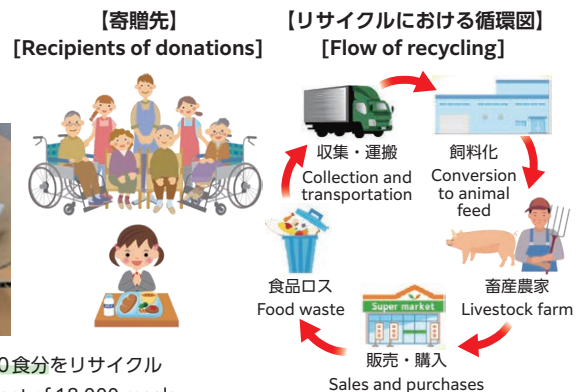 【寄贈先】
[Recipients of donations]
【リサイクルにおける循環図】
[Flow of recycling]
収集・運搬
Collection and
transportation
飼料化
Conversion
to animal
feed
畜産農家
Livestock farm
Super market
販売・購入
Sales and purchases
食品ロス
Food waste
0食分をリサイクル